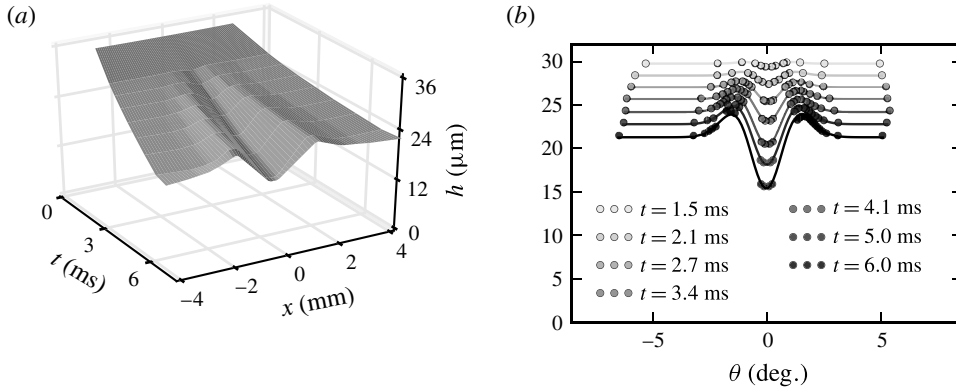 (a)
(b)
36
24
12
0
h (μm)
0
3
6
t (ms)
−4
−2
0
2
4
x (mm)
30
25
20
15
10
5
0
t = 1.5 ms
t = 2.1 ms
t = 2.7 ms
t = 3.4 ms
t = 4.1 ms
t = 5.0 ms
t = 6.0 ms
−5
0
5
θ (deg.)